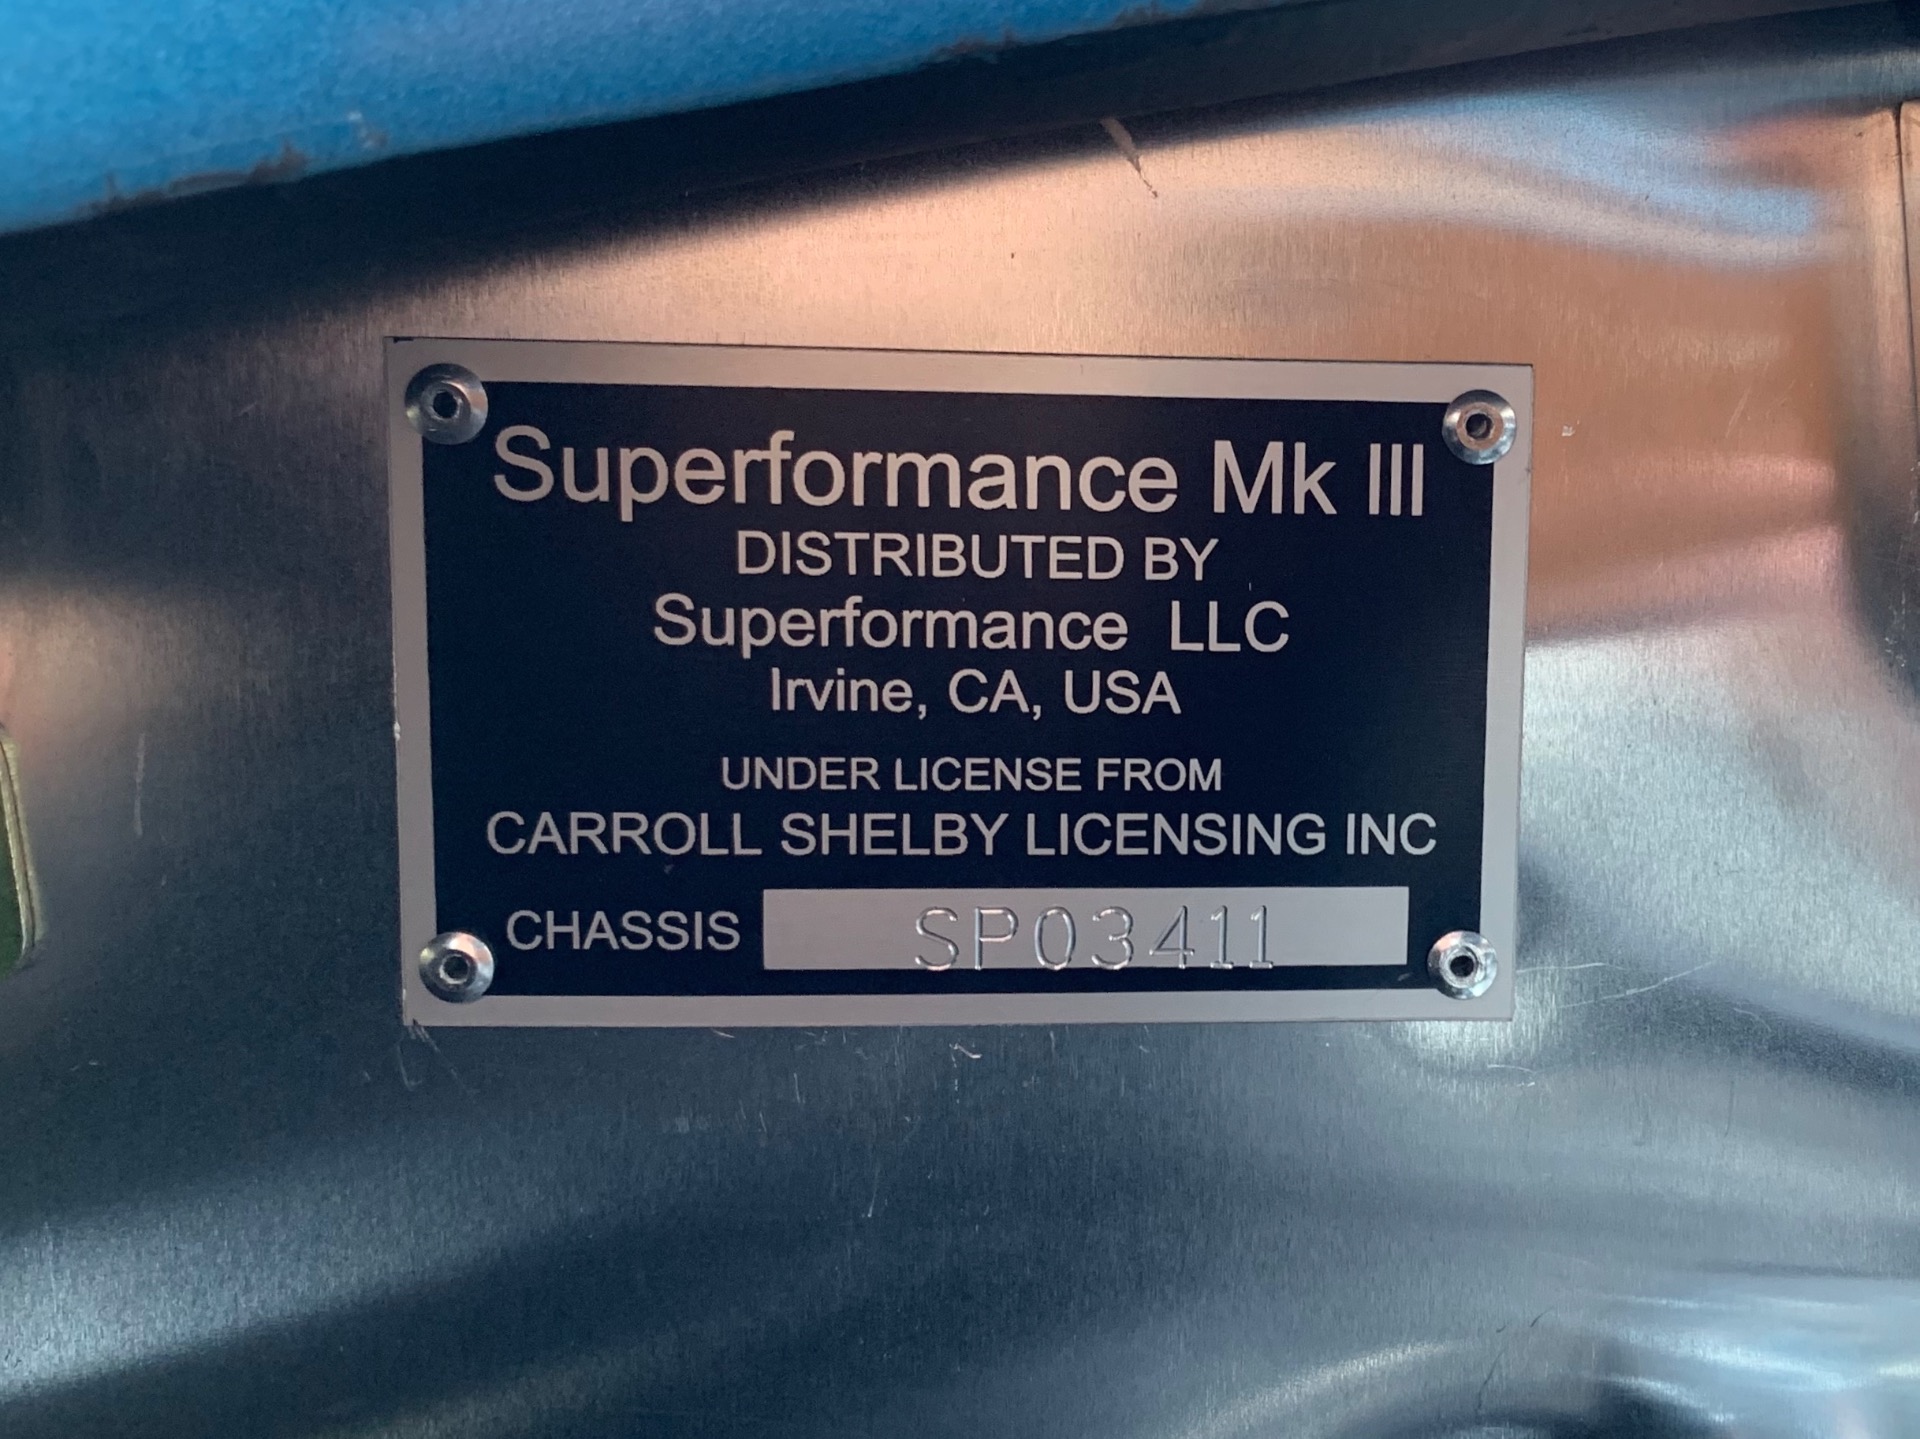 Superformance Mk III
DISTRIBUTED BY
Superformance LLC
Irvine, CA, USA
UNDER LICENSE FROM
CARROLL SHELBY LICENSING INC
CHASSIS SP03411